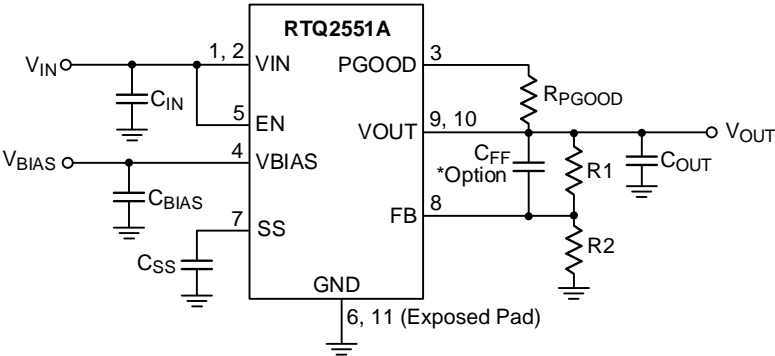 RTQ2551A
VIN
1, 2
VIN
PGOOD
3
CIN
RPGOOD
5
EN
VOUT
9, 10
VOUT
VBIAS
4
VBIAS
CFF
*Option
R1
COUT
CBIAS
7
SS
FB
8
CSS
R2
GND
6, 11 (Exposed Pad)